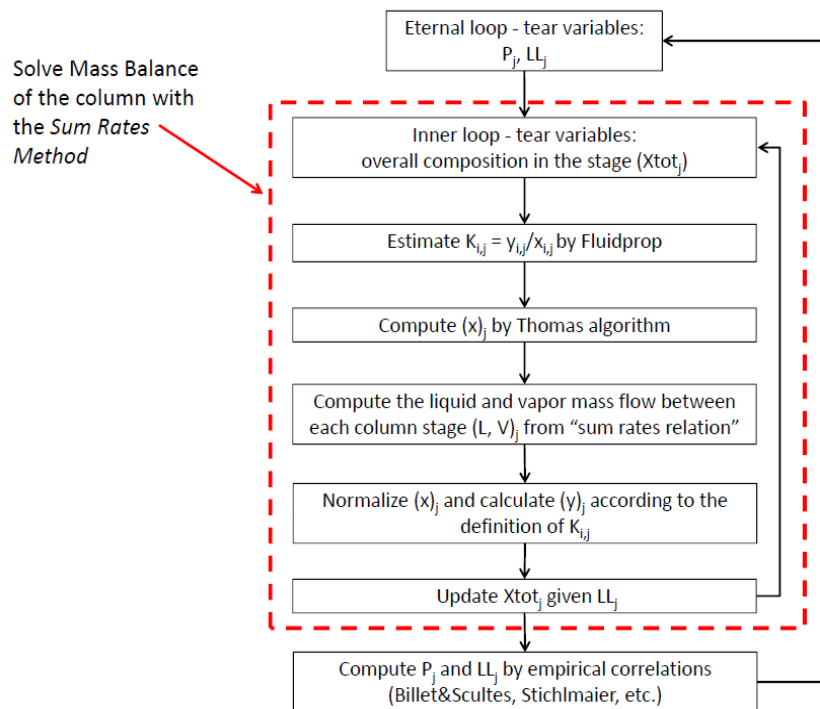 Eternal loop - tear variables:
Pj, LLj
Solve Mass Balance
of the column with
the Sum Rates
Method
Inner loop - tear variables:
overall composition in the stage (Xtotj)
Estimate Ki,j = yi,j/xi,j by Fluidprop
Compute (x)j by Thomas algorithm
Compute the liquid and vapor mass flow between
each column stage (L, V)j from “sum rates relation”
Normalize (x)j and calculate (y)j according to the
definition of Ki,j
Update Xtotj given LLj
Compute Pj and LLj by empirical correlations
(Billet&Scultes, Stichlmaier, etc.)